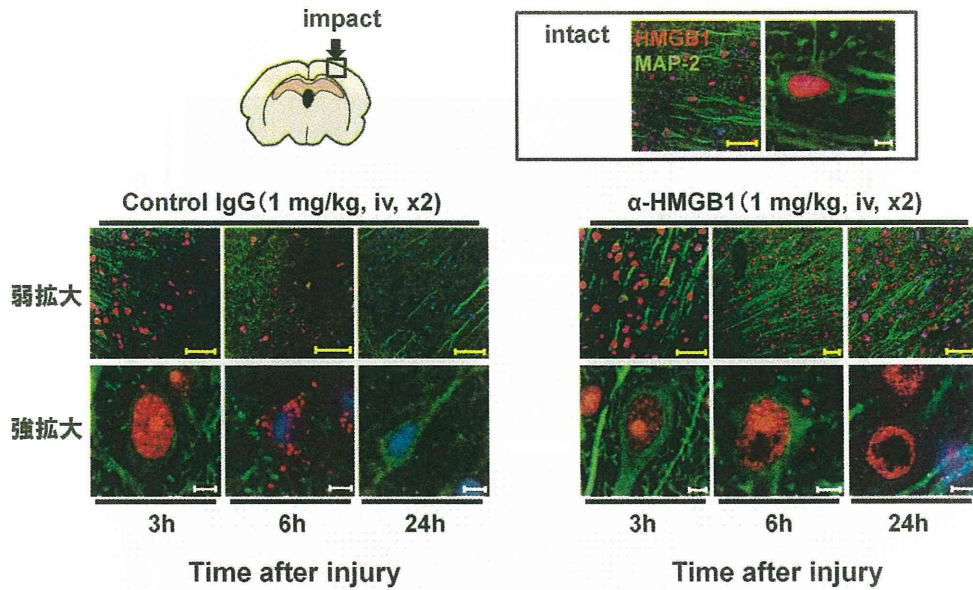 impact
intact
HMGB1
MAP-2
Control IgG(1 mg/kg, iv, x2)
α-HMGB1(1 mg/kg, iv, x2)
弱拡大
強拡大
3h
6h
24h
3h
6h
24h
Time after injury
Time after injury